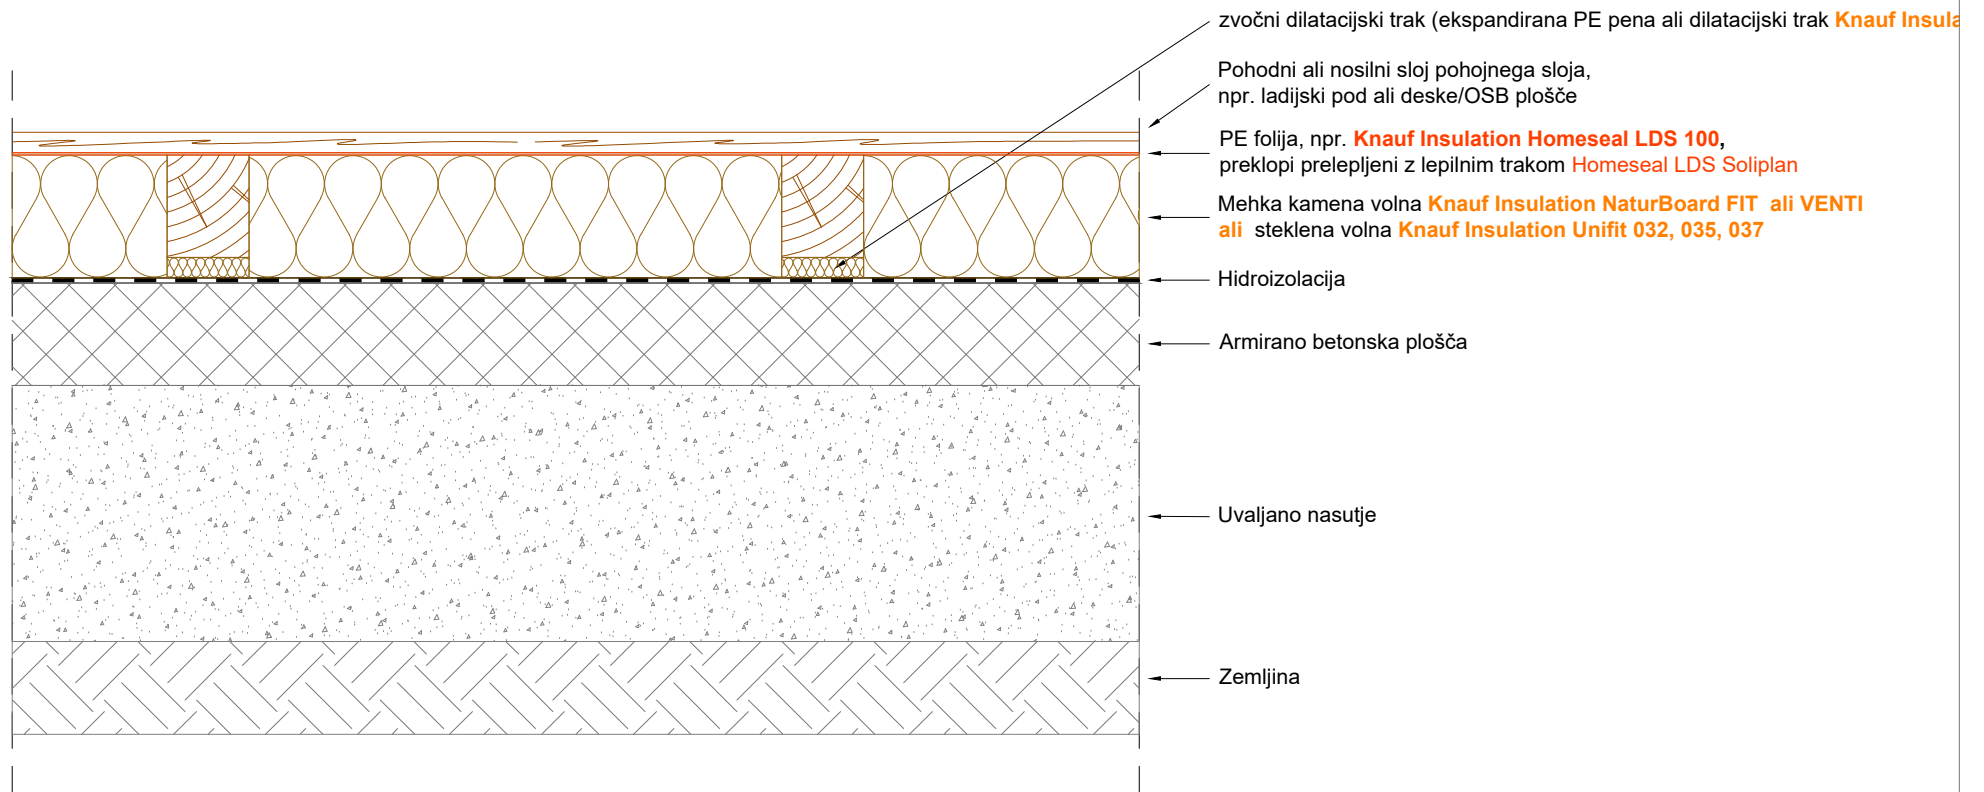 zvočni dilatacijski trak (ekspandirana PE pena ali dilatacijski trak Knauf
Pohodni ali nosilni sloj pohojnega sloja,
npr. ladijski pod ali deske/OSB plošče
PE folija, npr. Knauf Insulation Homeseal LDS 100,
preklopi prelepljeni z lepilnim trakom Homeseal LDS Soliplan
Mehka kamena volna Knauf Insulation NaturBoard FIT ali VENTI
ali steklena volna Knauf Insulation Unifit 032, 035, 037
Hidroizolacija
Armirano betonska plošča
Uvaljano nasutje
Zemljina